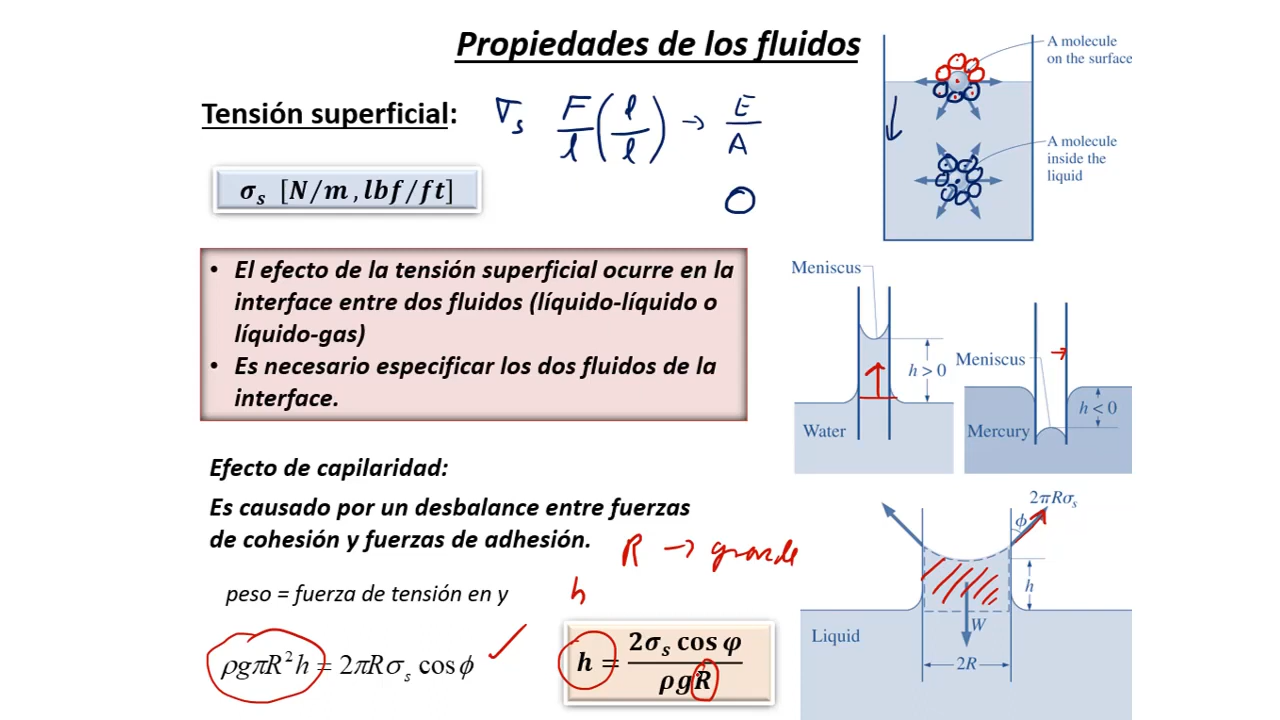 Propiedades de los fluidos
Tensión superficial:
σs F/l (l/l) → E/A
σs [N/m, lbf/ft]
O
• El efecto de la tensión superficial ocurre en la
interface entre dos fluidos (líquido-líquido o
líquido-gas)
• Es necesario especificar los dos fluidos de la
interface.
Efecto de capilaridad:
Es causado por un desbalance entre fuerzas
de cohesión y fuerzas de adhesión.
R → grande
peso = fuerza de tensión en y
h
ρgπR²h = 2πRσs cosϕ
h = 2σs cos φ / ρgR
A molecule
on the surface
A molecule
inside the
liquid
Meniscus
h > 0
Water
Meniscus
h < 0
Mercury
2πRσs
ϕ
h
W
Liquid
2R